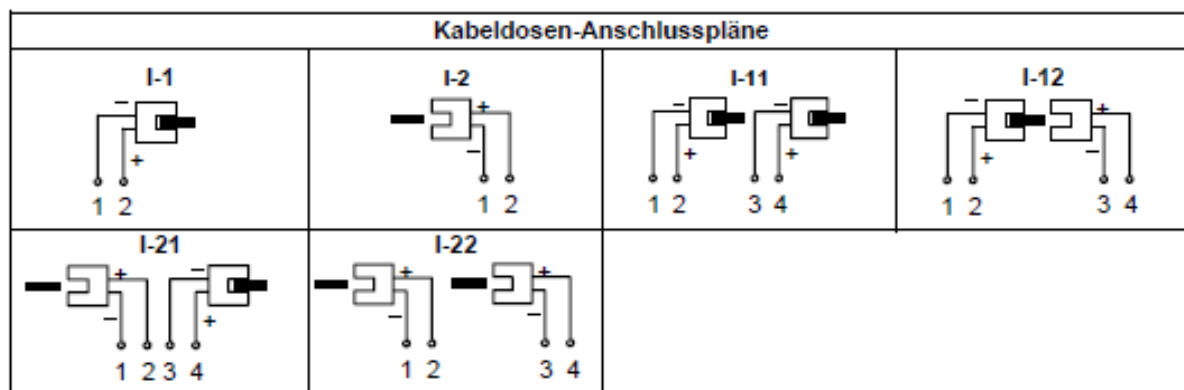 Kabeldosen-Anschlusspläne
I-1
− +
1 2
I-2
+ −
1 2
I-11
− + − +
1 2 3 4
I-12
− + + −
1 2 3 4
I-21
+ − − +
1 2 3 4
I-22
+ − + −
1 2 3 4